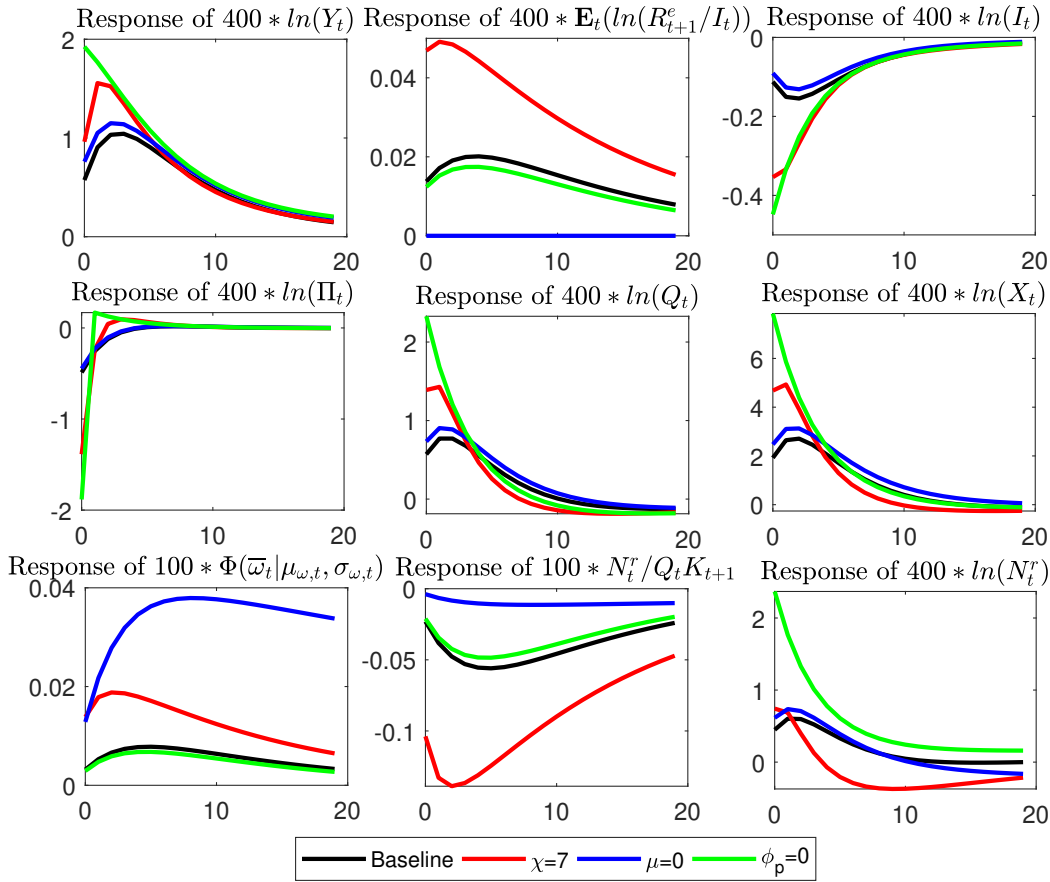 Response of 400 ∗ ln(Y_t)
Response of 400 ∗ E_t(ln(R^e_{t+1}/I_t))
Response of 400 ∗ ln(I_t)
2
1
0
0.04
0.02
0
0
-0.2
-0.4
0 10 20
0 10 20
0 10 20
Response of 400 ∗ ln(Π_t)
Response of 400 ∗ ln(Q_t)
Response of 400 ∗ ln(X_t)
0
-1
-2
2
1
0
6
4
2
0
0 10 20
0 10 20
0 10 20
Response of 100 ∗ Φ(ω̅_t|μ_{ω,t}, σ_{ω,t})
Response of 100 ∗ N^r_t/Q_tK_{t+1}
Response of 400 ∗ ln(N^r_t)
0.04
0.02
0
0
-0.05
-0.1
2
1
0
0 10 20
0 10 20
0 10 20
Baseline χ=7 μ=0 ϕ_p=0